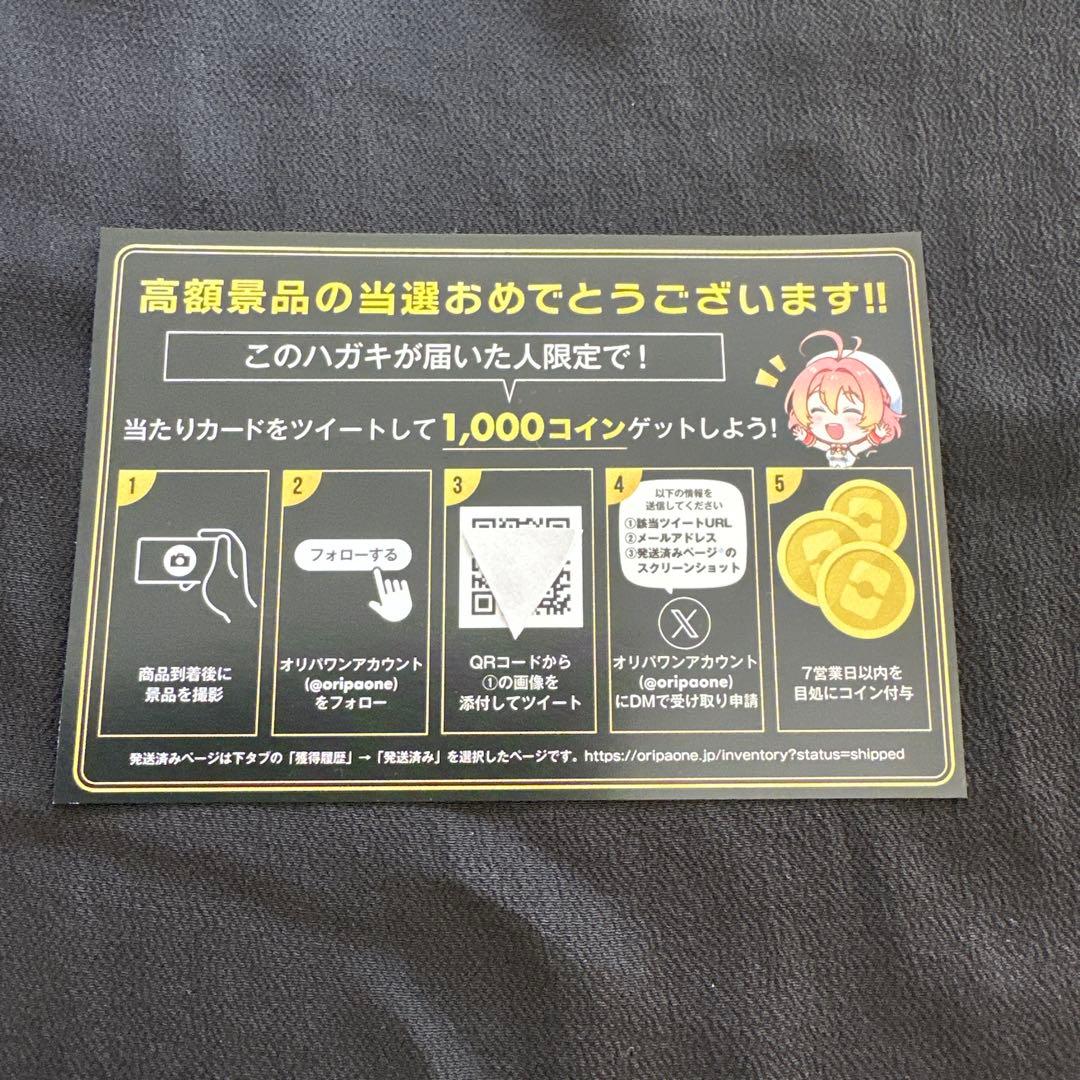 高額景品の当選おめでとうございます!!
このハガキが届いた人限定で!
当たりカードをツイートして1,000コインゲットしよう!
1
商品到着後に
景品を撮影
2
フォローする
オリパワンアカウント
(@oripaone)
をフォロー
3
QRコードから
①の画像を
添付してツイート
4
以下の情報を
送信してください
①該当ツイートURL
②メールアドレス
③発送済みページ※の
スクリーンショット
オリパワンアカウント
(@oripaone)
にDMで受け取り申請
5
7営業日以内を
目処にコイン付与
発送済みページは下タブの「獲得履歴」→「発送済み」を選択したページです。https://oripaone.jp/inventory?status=shipped